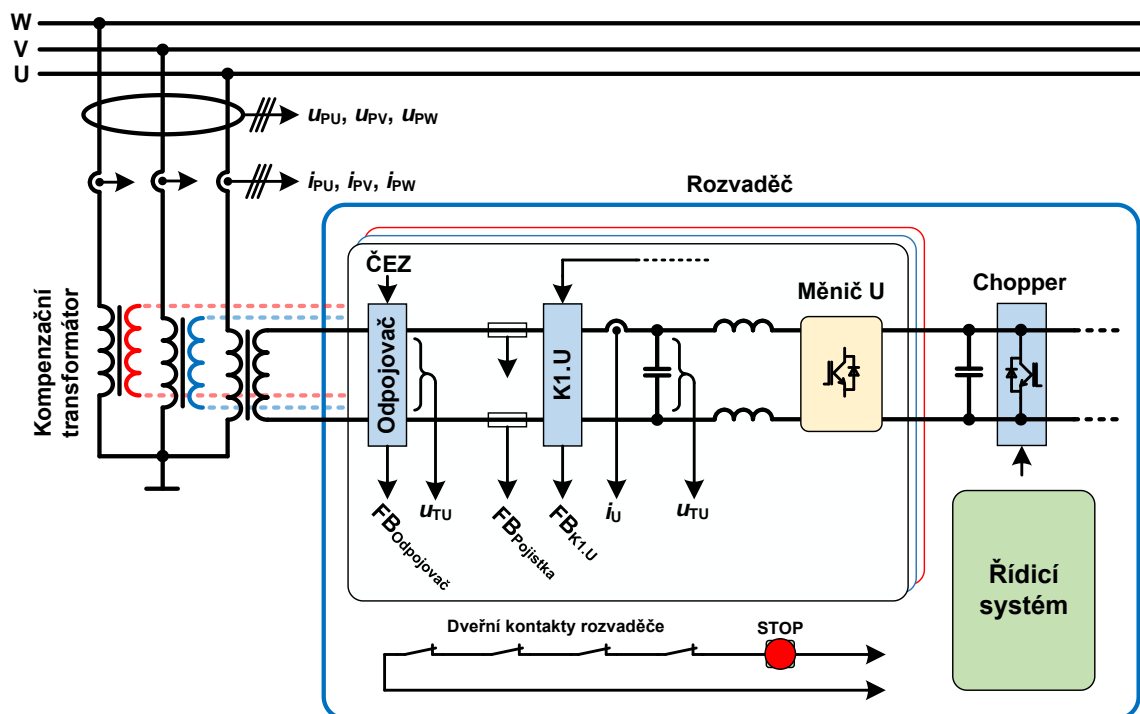 W
V
U
uPU, uPV, uPW
iPU, iPV, iPW
Rozvaděč
Kompenzační
transformátor
ČEZ
Odpojovač
K1.U
Měnič U
Chopper
FBOdpojovač
uTU
FBPojistka
FBK1.U
iU
uTU
Řídicí
systém
Dveřní kontakty rozvaděče
STOP